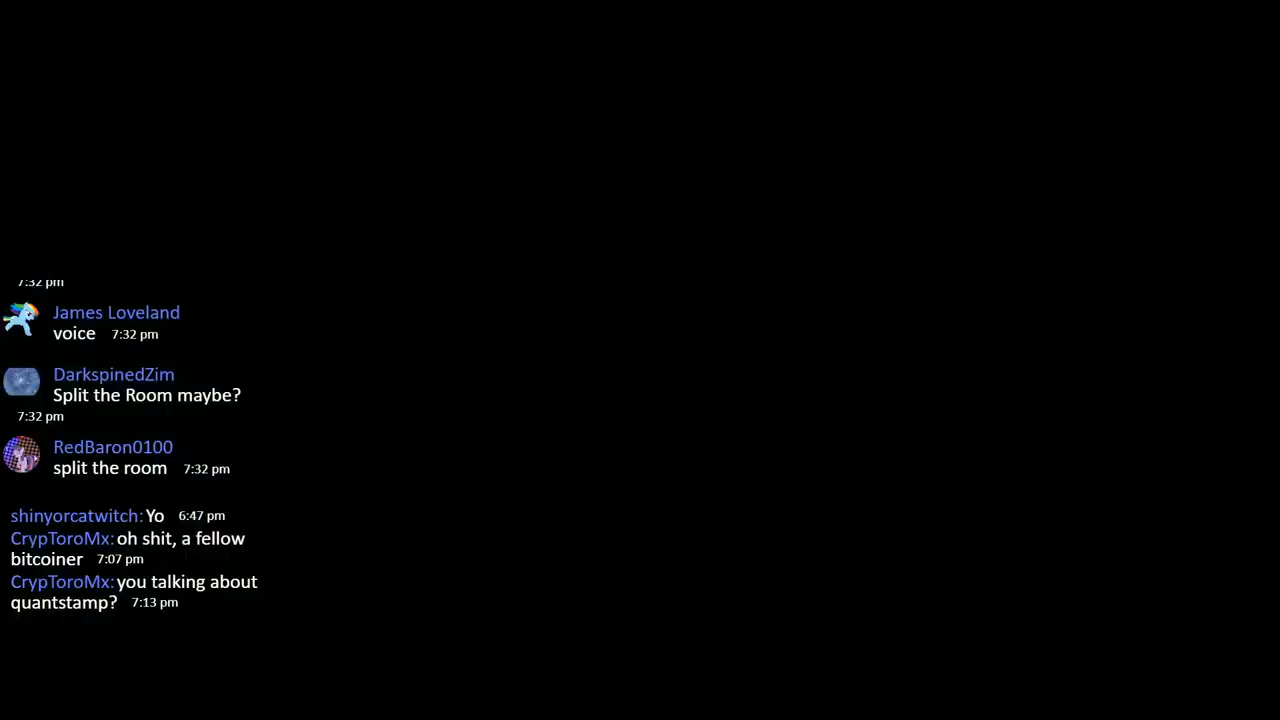 7:32 pm
James Loveland
voice 7:32 pm
DarkspinedZim
Split the Room maybe?
7:32 pm
RedBaron0100
split the room 7:32 pm
shinyorcatwitch: Yo 6:47 pm
CrypToroMx: oh shit, a fellow
bitcoiner 7:07 pm
CrypToroMx: you talking about
quantstamp? 7:13 pm